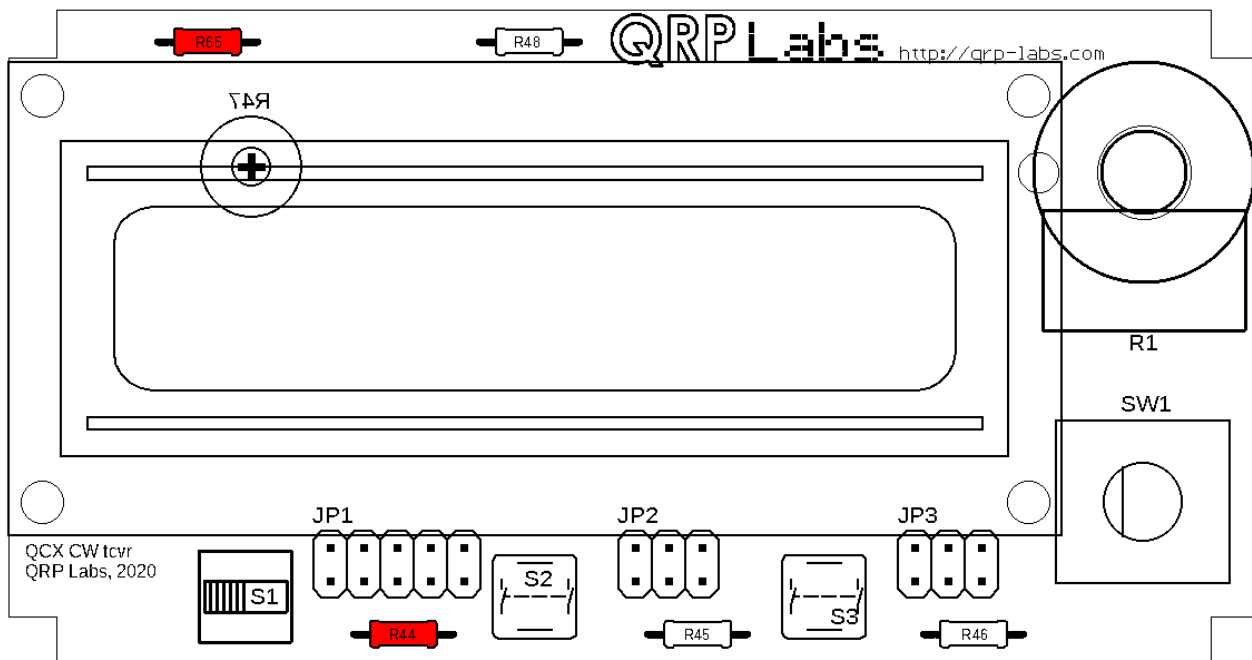 R65
R48
QRP Labs http://qrp-labs.com
R47
R1
SW1
JP1
JP2
JP3
QCX CW tcvr
QRP Labs, 2020
S1
S2
S3
R44
R45
R46